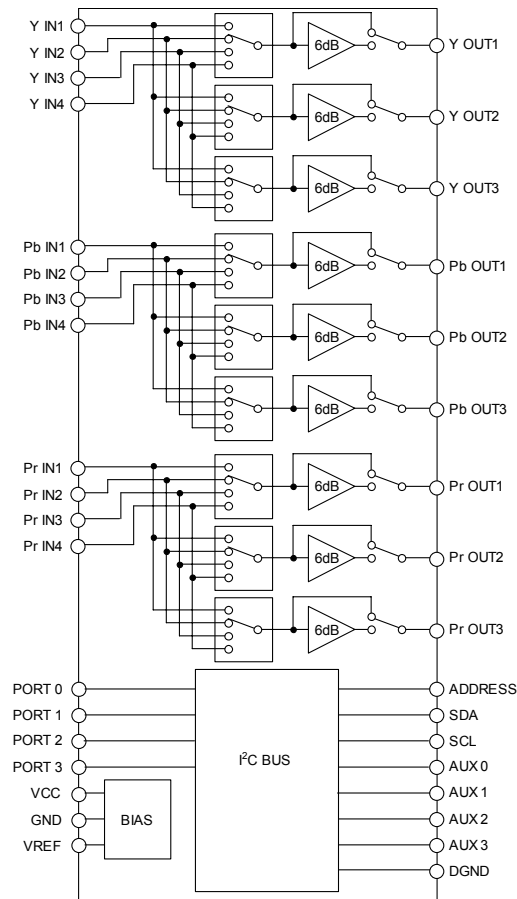 Y IN1
Y IN2
Y IN3
Y IN4
6dB
Y OUT1
6dB
Y OUT2
6dB
Y OUT3
Pb IN1
Pb IN2
Pb IN3
Pb IN4
6dB
Pb OUT1
6dB
Pb OUT2
6dB
Pb OUT3
Pr IN1
Pr IN2
Pr IN3
Pr IN4
6dB
Pr OUT1
6dB
Pr OUT2
6dB
Pr OUT3
PORT 0
PORT 1
PORT 2
PORT 3
VCC
GND
VREF
BIAS
I²C BUS
ADDRESS
SDA
SCL
AUX 0
AUX 1
AUX 2
AUX 3
DGND